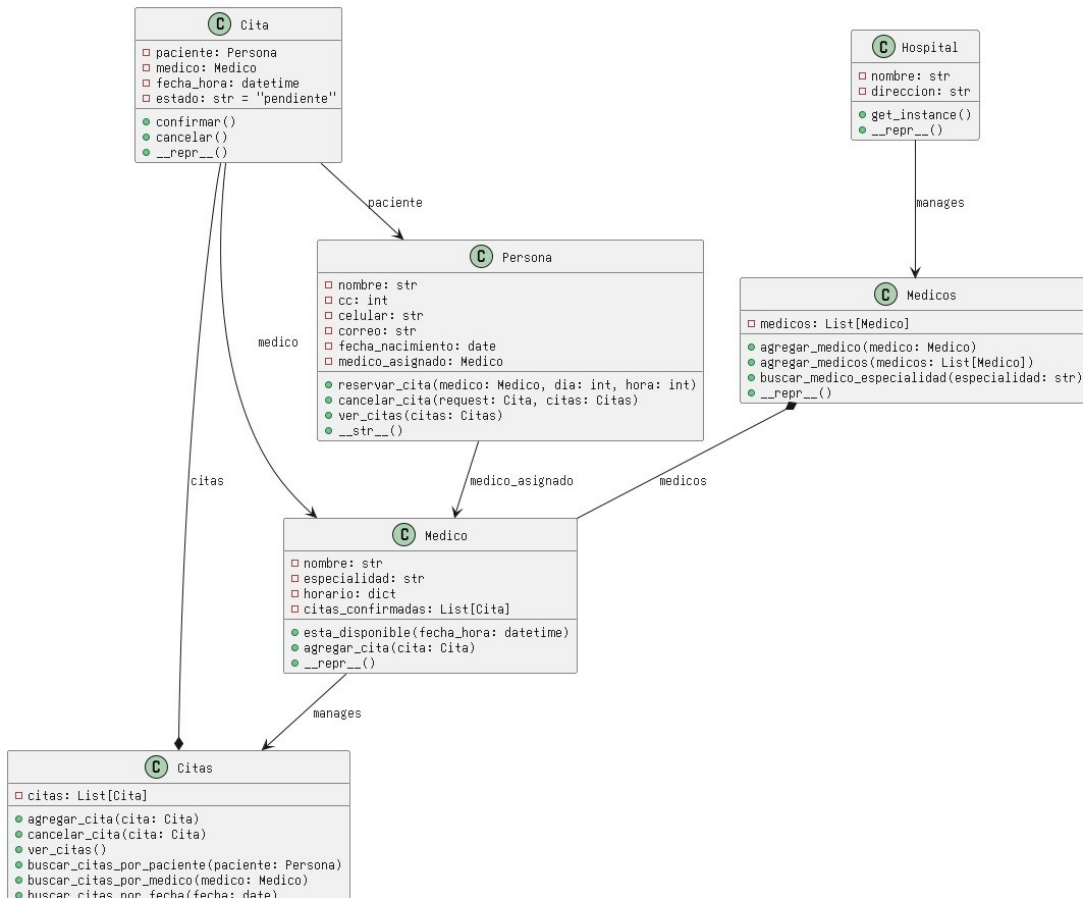 C Cita
paciente: Persona
medico: Medico
fecha_hora: datetime
estado: str = "pendiente"
confirmar()
cancelar()
__repr__()
C Hospital
nombre: str
direccion: str
get_instance()
__repr__()
paciente
manages
C Persona
nombre: str
cc: int
celular: str
correo: str
fecha_nacimiento: date
medico_asignado: Medico
reservar_cita(medico: Medico, dia: int, hora: int)
cancelar_cita(request: Cita, citas: Citas)
ver_citas(citas: Citas)
__str__()
C Medicos
medicos: List[Medico]
agregar_medico(medico: Medico)
agregar_medicos(medicos: List[Medico])
buscar_medico_especialidad(especialidad: str)
__repr__()
medico
citas
medico_asignado
medicos
C Medico
nombre: str
especialidad: str
horario: dict
citas_confirmadas: List[Cita]
esta_disponible(fecha_hora: datetime)
agregar_cita(cita: Cita)
__repr__()
manages
C Citas
citas: List[Cita]
agregar_cita(cita: Cita)
cancelar_cita(cita: Cita)
ver_citas()
buscar_citas_por_paciente(paciente: Persona)
buscar_citas_por_medico(medico: Medico)
buscar_citas_por_fecha(fecha: date)